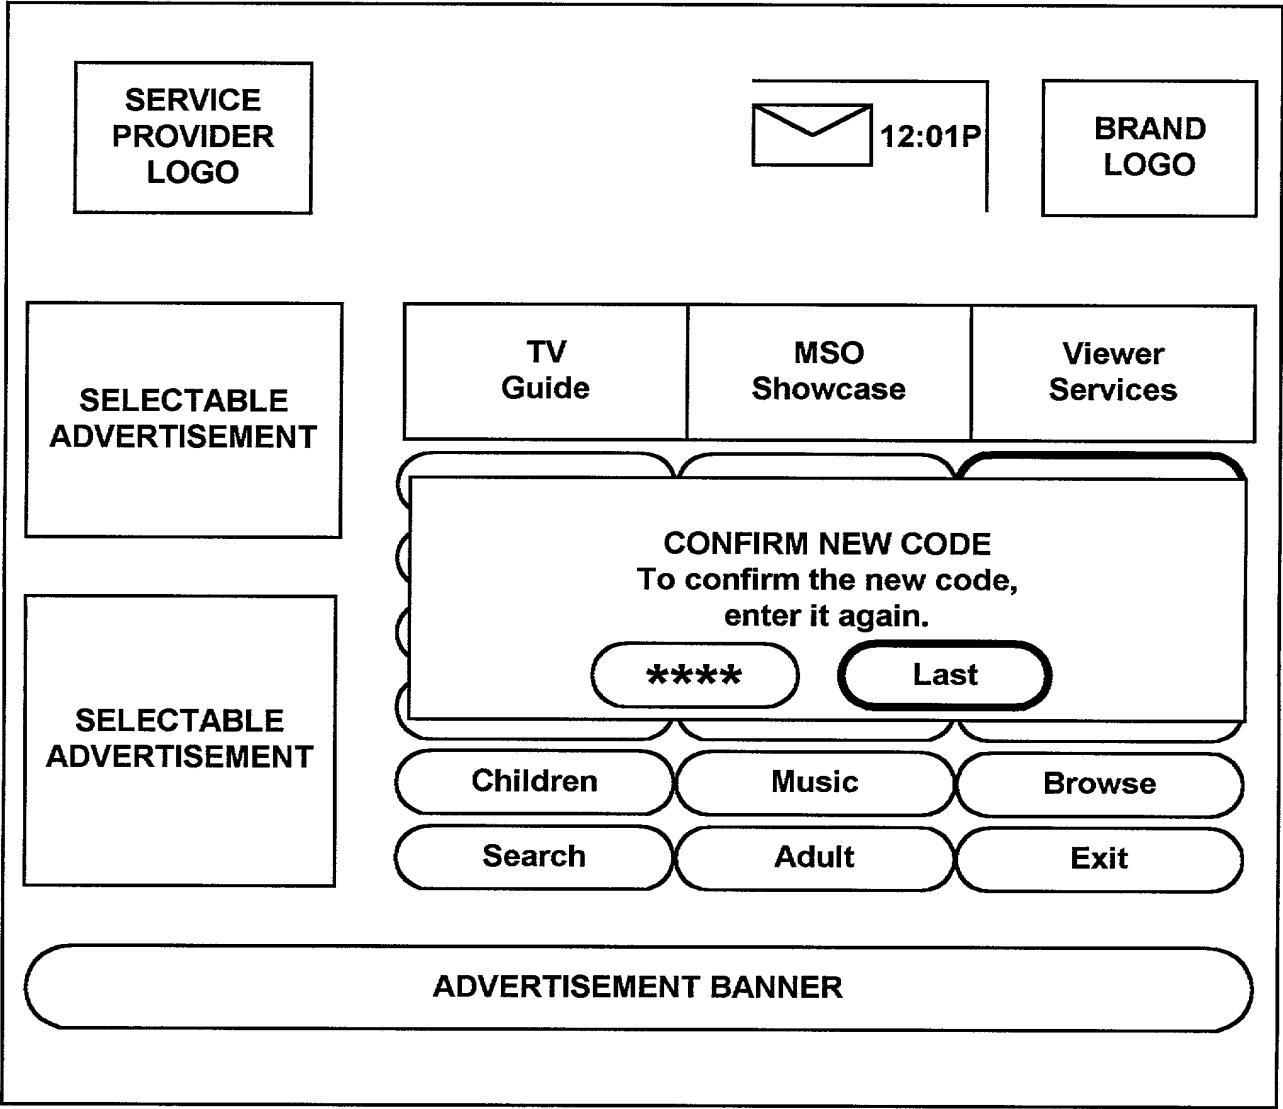 SERVICE
PROVIDER
LOGO
12:01P
BRAND
LOGO
SELECTABLE
ADVERTISEMENT
TV
Guide
MSO
Showcase
Viewer
Services
CONFIRM NEW CODE
To confirm the new code,
enter it again.
****
Last
SELECTABLE
ADVERTISEMENT
Children
Music
Browse
Search
Adult
Exit
ADVERTISEMENT BANNER